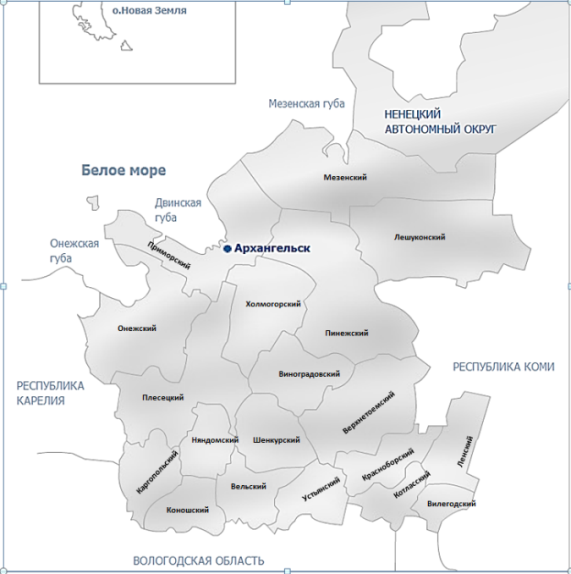 о.Новая Земля
Мезенская губа
НЕНЕЦКИЙ
АВТОНОМНЫЙ ОКРУГ
Белое море
Мезенский
Двинская
губа
Лешуконский
Онежская
губа
Приморский
Архангельск
Холмогорский
Онежский
Пинежский
РЕСПУБЛИКА КОМИ
Виноградовский
РЕСПУБЛИКА
КАРЕЛИЯ
Плесецкий
Верхнетоемский
Няндомский
Шенкурский
Ленский
Красноборский
Каргопольский
Вельский
Устьянский
Котласский
Коношский
Вилегодский
ВОЛОГОДСКАЯ ОБЛАСТЬ